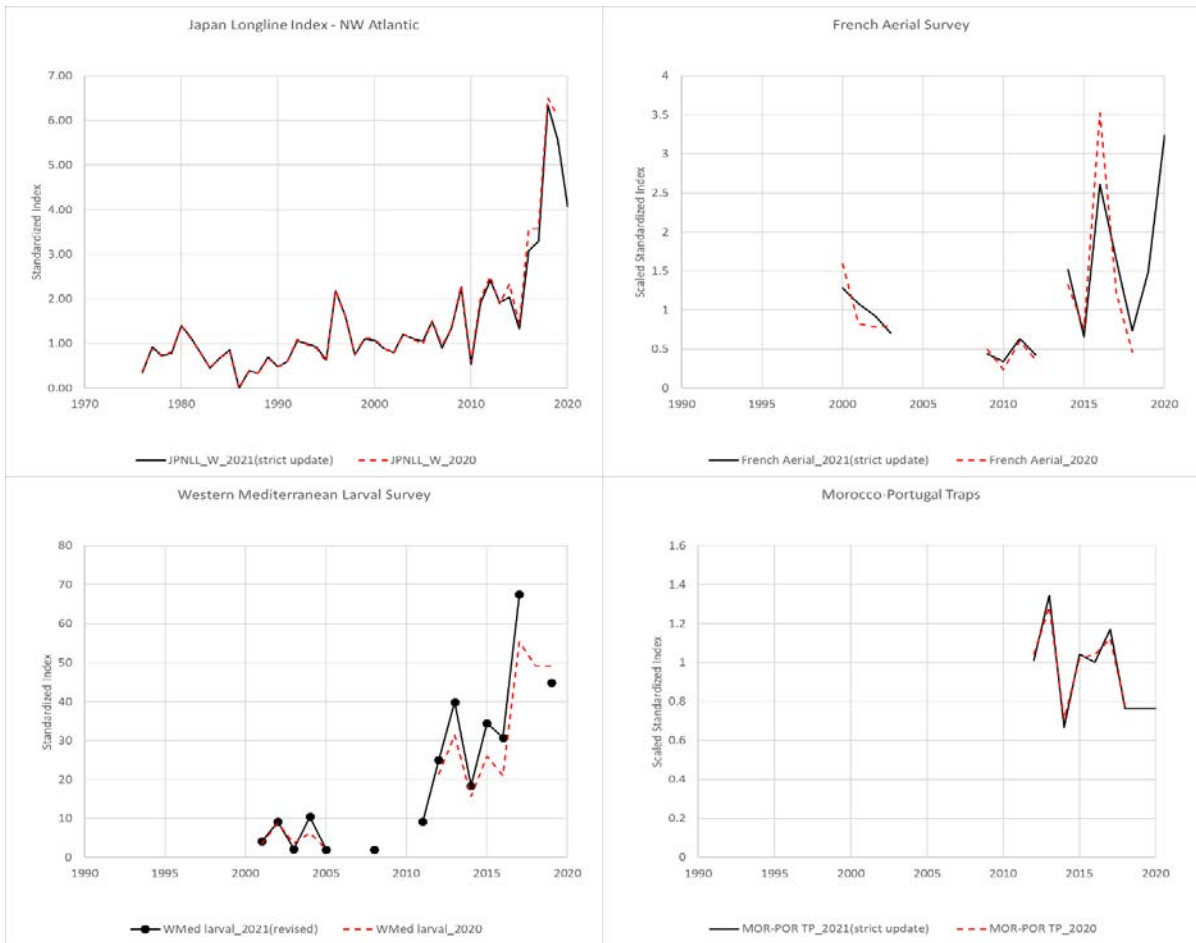 Japan Longline Index - NW Atlantic
7.00
6.00
5.00
4.00
3.00
2.00
1.00
0.00
Standardized Index
1970 1980 1990 2000 2010 2020
JPNLL_W_2021(strict update) JPNLL_W_2020
French Aerial Survey
4
3.5
3
2.5
2
1.5
1
0.5
0
Scaled Standardized Index
1990 1995 2000 2005 2010 2015 2020
French Aerial_2021(strict update) French Aerial_2020
Western Mediterranean Larval Survey
80
70
60
50
40
30
20
10
0
Standardized Index
1990 1995 2000 2005 2010 2015 2020
WMed larval_2021(revised) WMed larval_2020
Morocco-Portugal Traps
1.6
1.4
1.2
1
0.8
0.6
0.4
0.2
0
Scaled Standardized Index
1990 1995 2000 2005 2010 2015 2020
MOR-POR TP_2021(strict update) MOR-POR TP_2020